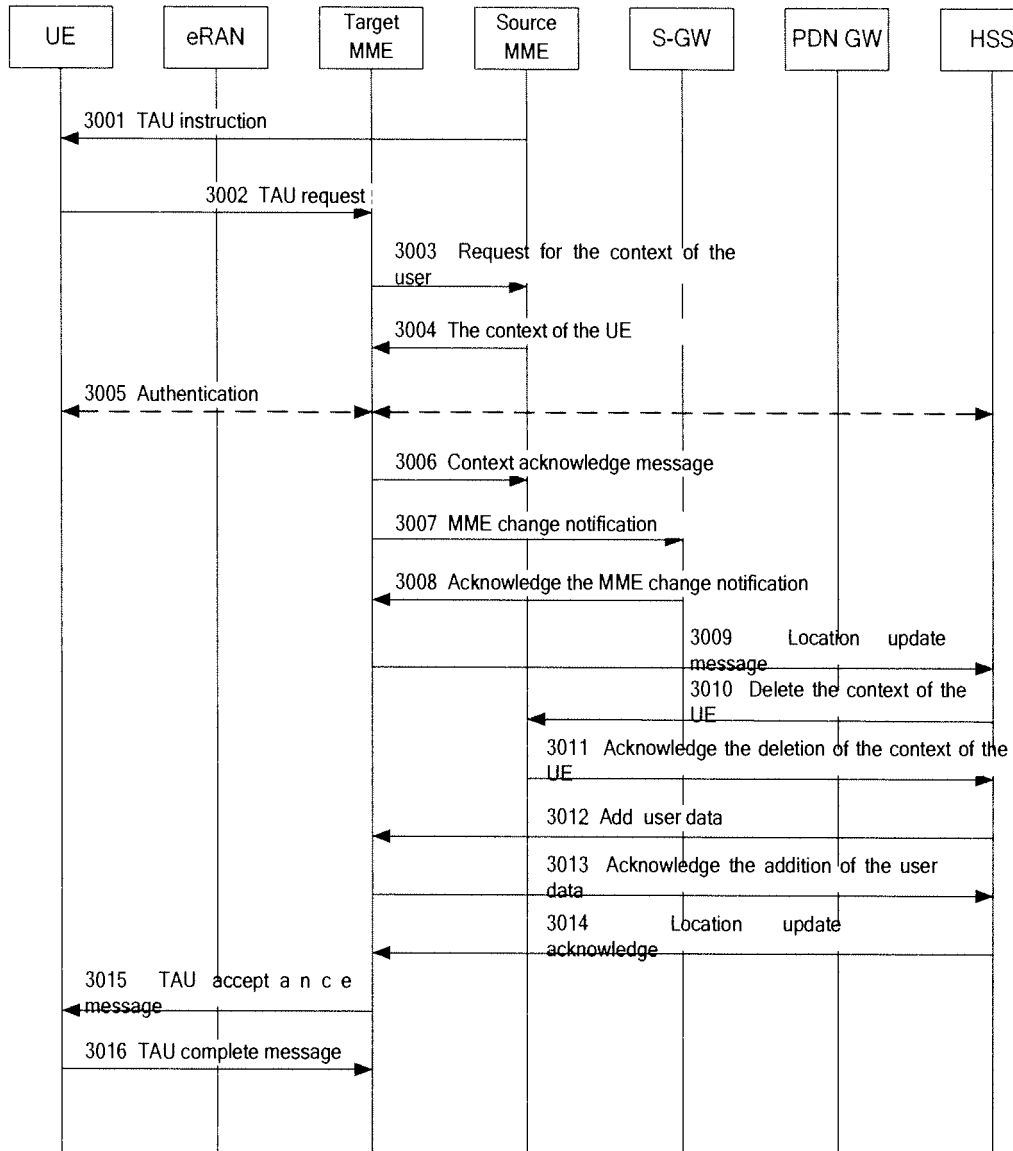 UE
eRAN
Target
MME
Source
MME
S-GW
PDN GW
HSS
3001 TAU instruction
3002 TAU request
3003 Request for the context of the
user
3004 The context of the UE
3005 Authentication
3006 Context acknowledge message
3007 MME change notification
3008 Acknowledge the MME change notification
3009 Location update
message
3010 Delete the context of the
UE
3011 Acknowledge the deletion of the context of the
UE
3012 Add user data
3013 Acknowledge the addition of the user
data
3014 Location update
acknowledge
3015 TAU accept a n c e
message
3016 TAU complete message